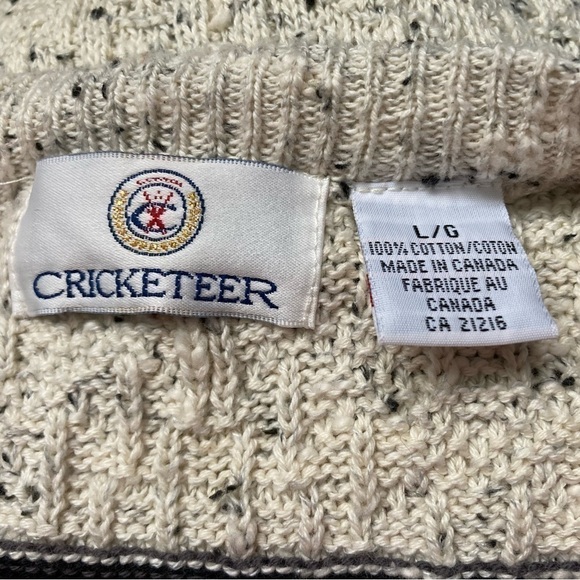 CRICKETEER
L/G
100% COTTON/COTON
MADE IN CANADA
FABRIQUE AU
CANADA
CA 21216